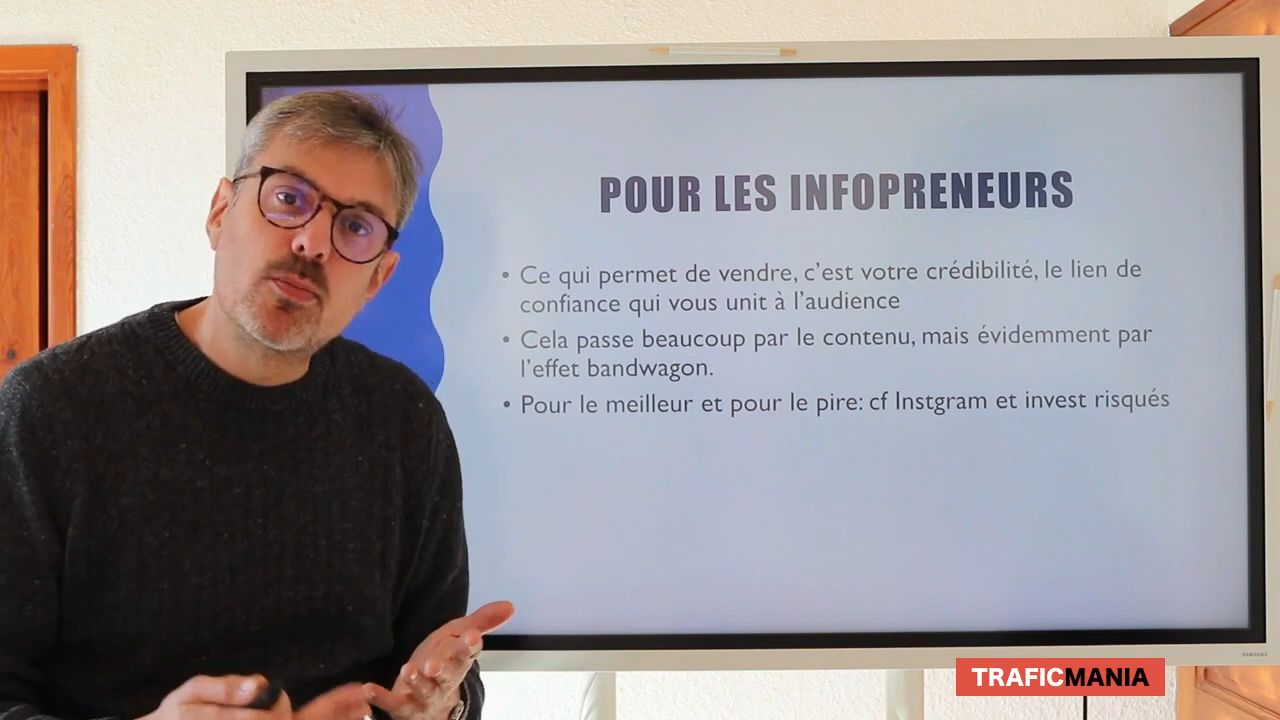 POUR LES INFOPRENEURS
• Ce qui permet de vendre, c’est votre crédibilité, le lien de
confiance qui vous unit à l’audience
• Cela passe beaucoup par le contenu, mais évidemment par
l’effet bandwagon.
• Pour le meilleur et pour le pire: cf Instgram et invest risqués
SAMSUNG
TRAFICMANIA